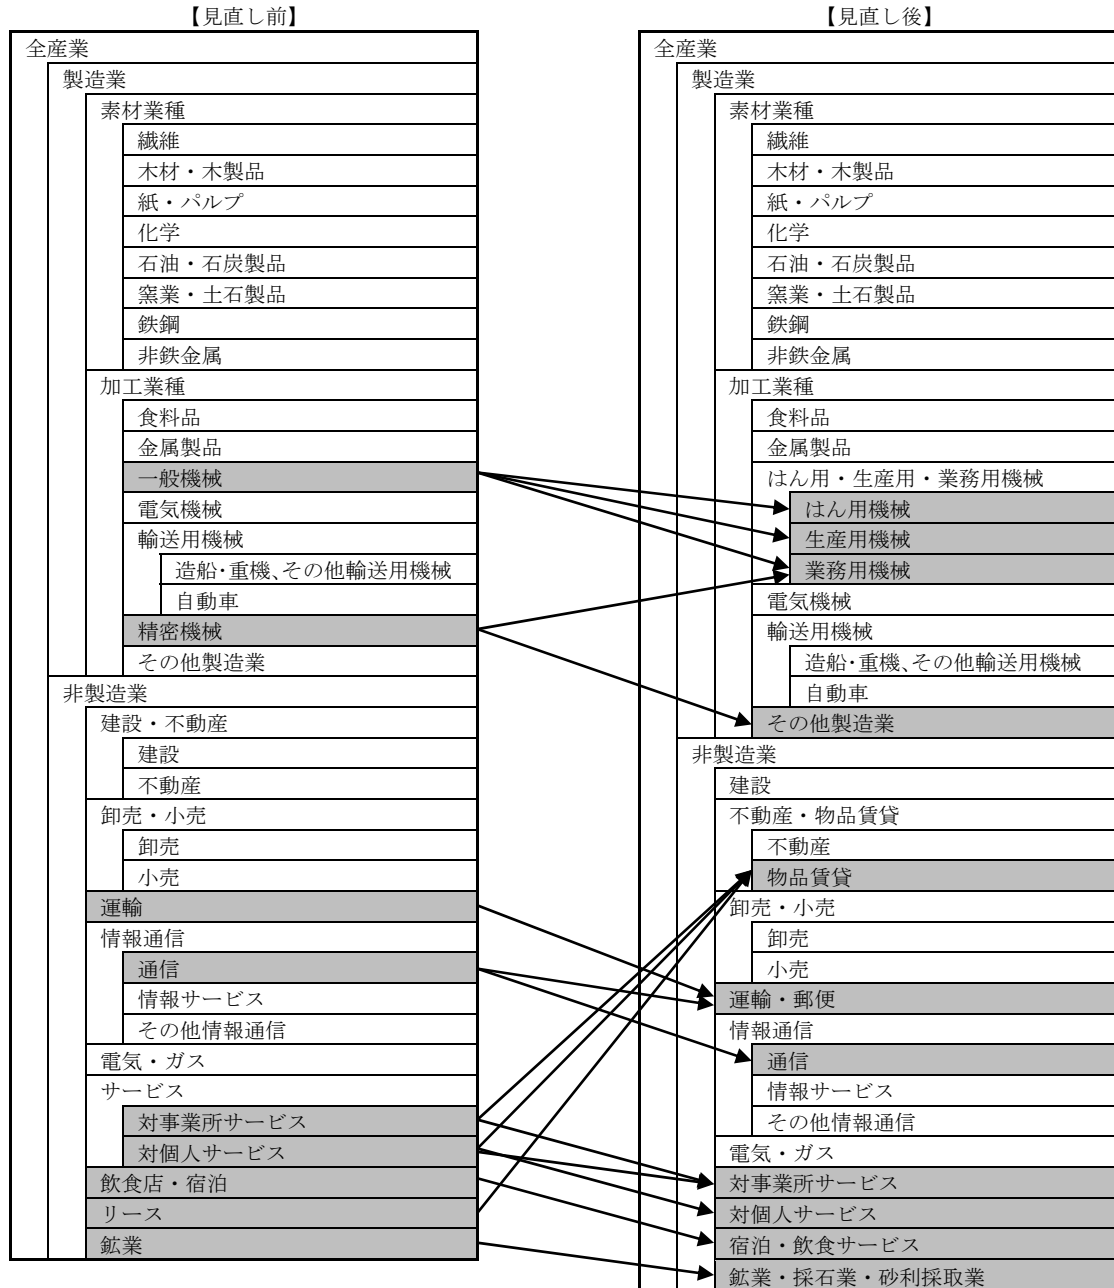 【見直し前】
全産業
製造業
素材業種
繊維
木材・木製品
紙・パルプ
化学
石油・石炭製品
窯業・土石製品
鉄鋼
非鉄金属
加工業種
食料品
金属製品
一般機械
電気機械
輸送用機械
造船・重機、その他輸送用機械
自動車
精密機械
その他製造業
非製造業
建設・不動産
建設
不動産
卸売・小売
卸売
小売
運輸
情報通信
通信
情報サービス
その他情報通信
電気・ガス
サービス
対事業所サービス
対個人サービス
飲食店・宿泊
リース
鉱業
【見直し後】
全産業
製造業
素材業種
繊維
木材・木製品
紙・パルプ
化学
石油・石炭製品
窯業・土石製品
鉄鋼
非鉄金属
加工業種
食料品
金属製品
はん用・生産用・業務用機械
はん用機械
生産用機械
業務用機械
電気機械
輸送用機械
造船・重機、その他輸送用機械
自動車
その他製造業
非製造業
建設
不動産・物品賃貸
不動産
物品賃貸
卸売・小売
卸売
小売
運輸・郵便
情報通信
通信
情報サービス
その他情報通信
電気・ガス
対事業所サービス
対個人サービス
宿泊・飲食サービス
鉱業・採石業・砂利採取業